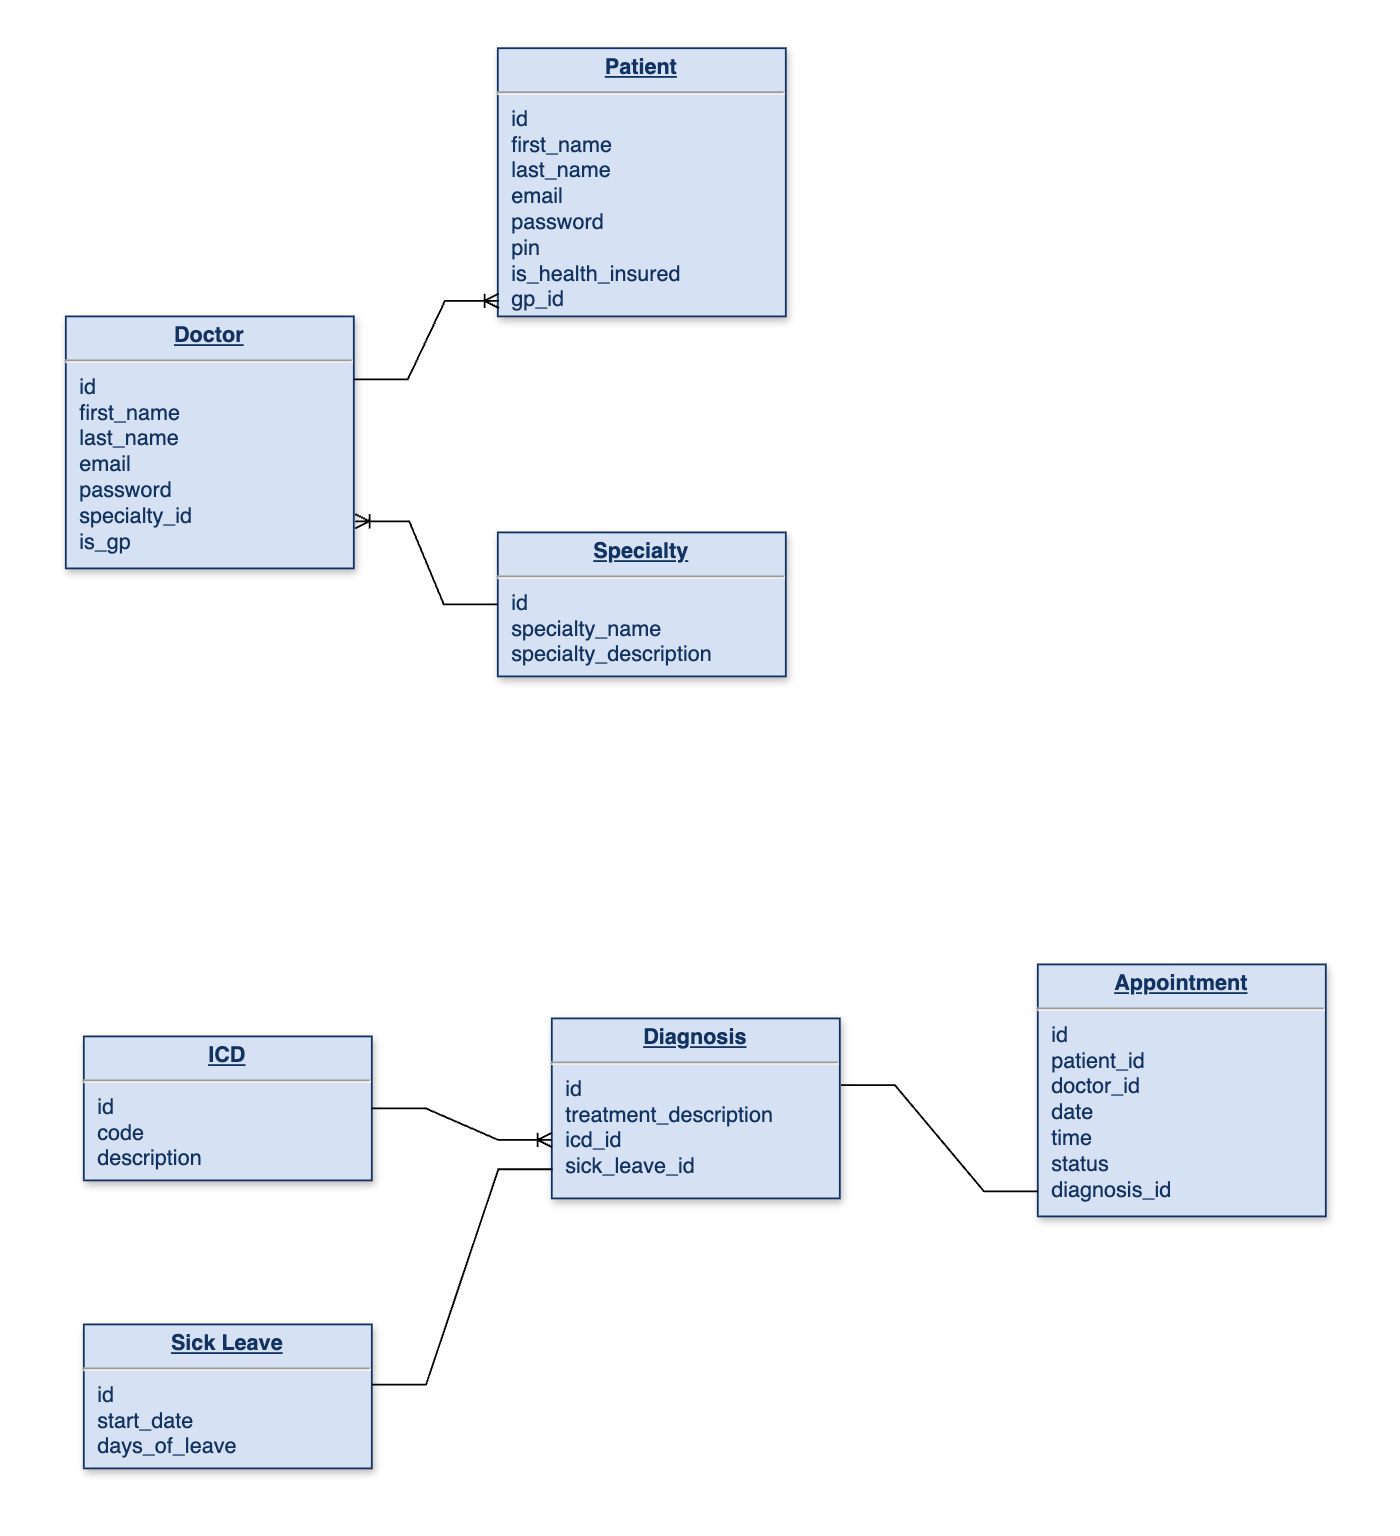 Patient
id
first_name
last_name
email
password
pin
is_health_insured
gp_id
Doctor
id
first_name
last_name
email
password
specialty_id
is_gp
Specialty
id
specialty_name
specialty_description
Appointment
id
patient_id
doctor_id
date
time
status
diagnosis_id
Diagnosis
id
treatment_description
icd_id
sick_leave_id
ICD
id
code
description
Sick Leave
id
start_date
days_of_leave